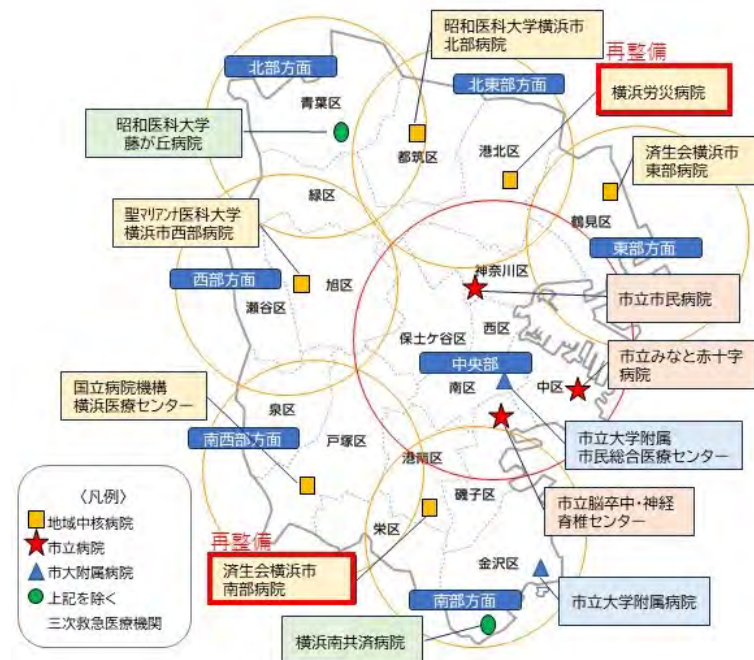 昭和医科大学横浜市
北部病院
再整備
北部方面
北東部方面
横浜労災病院
青葉区
昭和医科大学
藤が丘病院
都筑区
港北区
済生会横浜市
東部病院
緑区
鶴見区
聖マリアンナ医科大学
横浜市西部病院
東部方面
神奈川区
西部方面
旭区
瀬谷区
市立市民病院
西区
保土ケ谷区
中央部
市立みなと赤十字
病院
国立病院機構
横浜医療センター
南区
中区
泉区
南西部方面
戸塚区
市立大学附属
市民総合医療センター
港南区
〈凡例〉
地域中核病院
市立病院
市大附属病院
上記を除く
三次救急医療機関
磯子区
市立脳卒中・神経
脊椎センター
栄区
再整備
済生会横浜市
南部病院
金沢区
南部方面
市立大学附属病院
横浜南共済病院